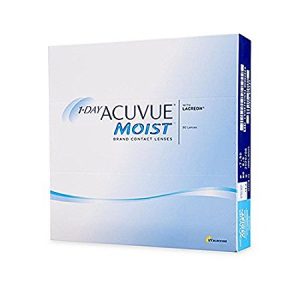 1-DAY ACUVUE
MOIST
WITH
LACREON
BRAND CONTACT LENSES
90 Lenses